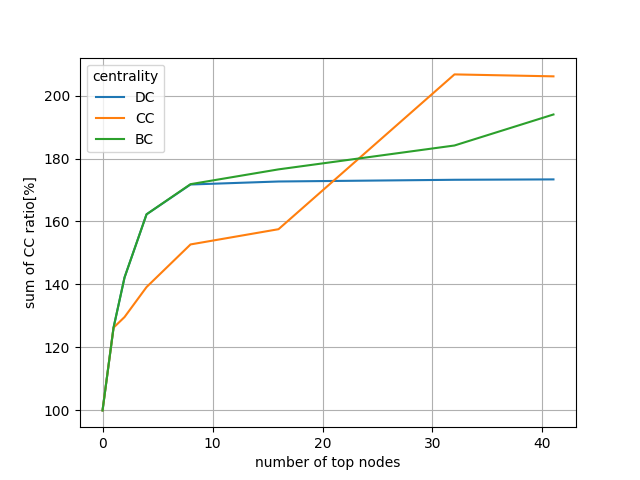 centrality
DC
CC
BC
sum of CC ratio[%]
200
180
160
140
120
100
0 10 20 30 40
number of top nodes